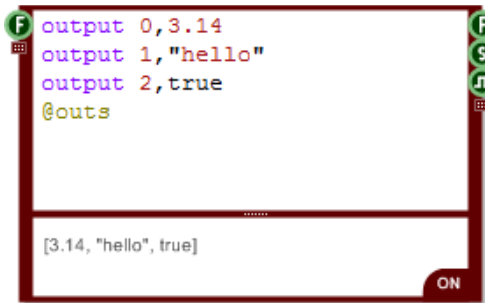 F
output 0,3.14
F
output 1,"hello"
S
output 2,true
@outs
[3.14, "hello", true]
ON